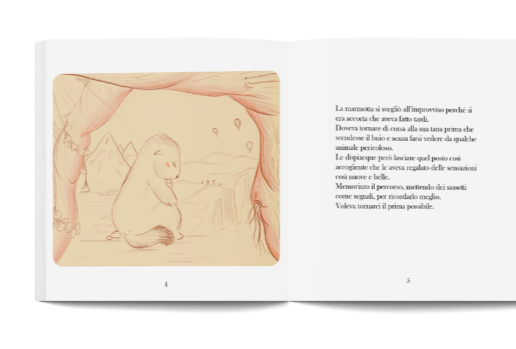 La marmotta si svegliò all'improvviso perché si
era accorta che aveva fatto tardi.
Doveva tornare di corsa alla sua tana prima che
scendesse il buio e senza farsi vedere da qualche
animale pericoloso.
Le dispiacque però lasciare quel posto così
accogliente che le aveva regalato delle sensazioni
così nuove e belle.
Memorizzò il percorso, mettendo dei sassetti
come segnali, per ricordarlo meglio.
Voleva tornarci il prima possibile.
4
5